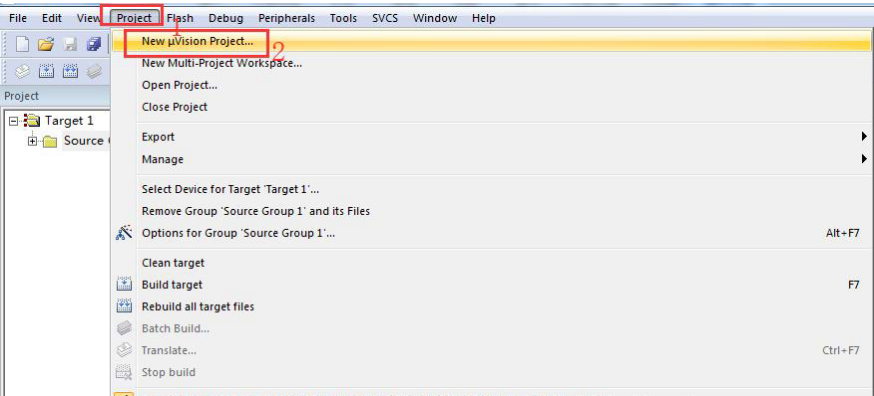 File Edit View Project Flash Debug Peripherals Tools SVCS Window Help
1
New µVision Project...
2
New Multi-Project Workspace...
Open Project...
Project
Close Project
Target 1
Export
Source
Manage
Select Device for Target 'Target 1'...
Remove Group 'Source Group 1' and its Files
Options for Group 'Source Group 1'... Alt+F7
Clean target
Build target F7
Rebuild all target files
Batch Build...
Translate... Ctrl+F7
Stop build